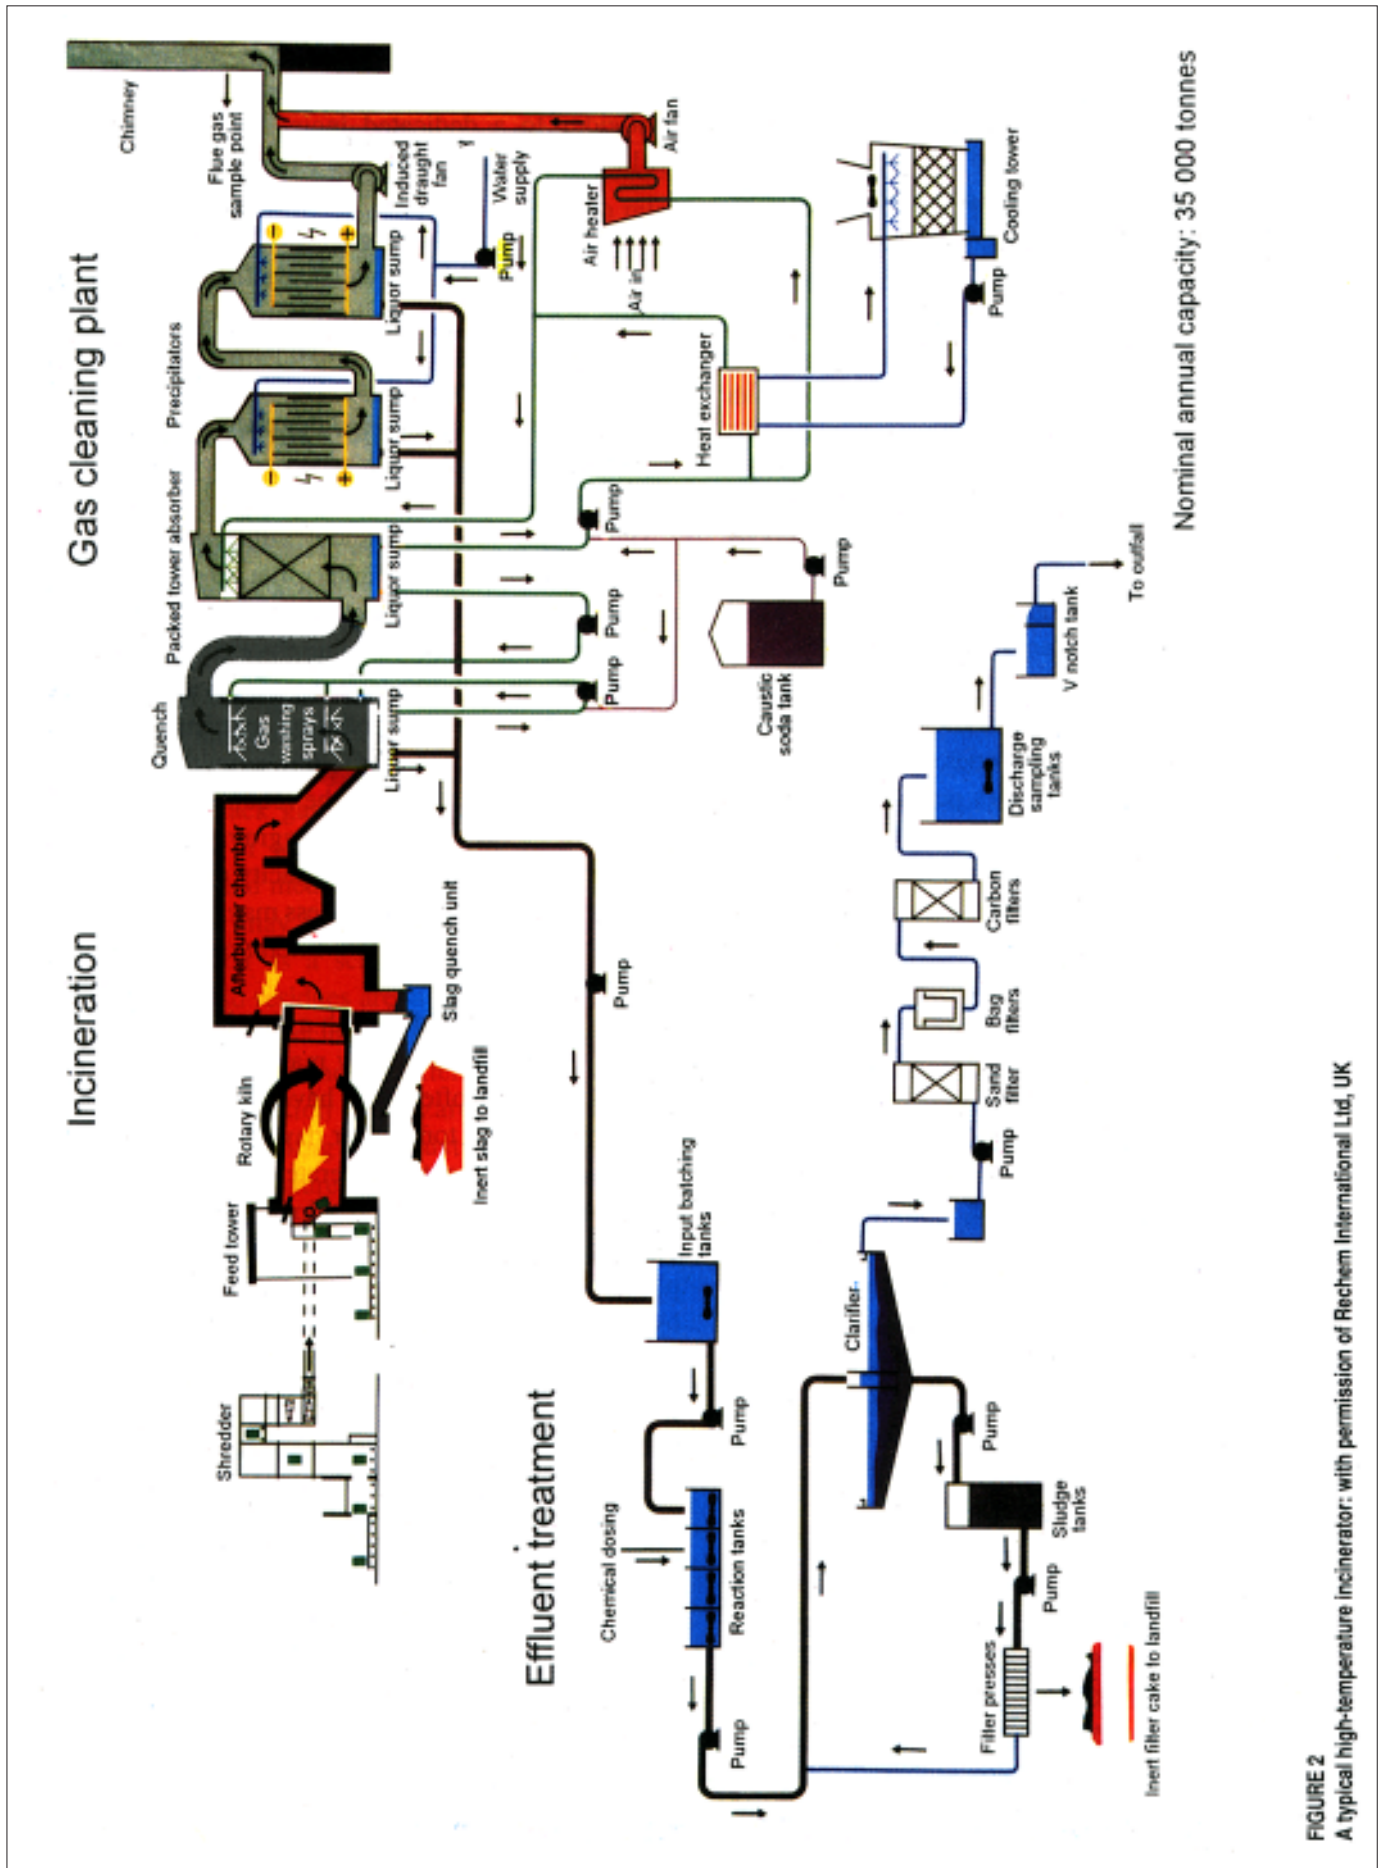 Incineration
Gas cleaning plant
Shredder
Feed tower
Rotary kiln
Afterburner chamber
Slag quench unit
Inert slag to landfill
Quench
Gas
washing
sprays
Liquor sump
Packed tower absorber
Liquor sump
Precipitators
Liquor sump
Liquor sump
Induced
draught
fan
Flue gas
sample point
Chimney
Water
supply
Pump
Pump
Pump
Pump
Air heater
Air in
Air fan
Heat exchanger
Caustic
soda tank
Pump
Pump
Cooling tower
Effluent treatment
Pump
Input batching
tanks
Pump
Chemical dosing
Reaction tanks
Pump
Clarifier
Pump
Sludge
tanks
Pump
Filter presses
Inert filter cake to landfill
Pump
Sand
filter
Bag
filters
Carbon
filters
Discharge
sampling
tanks
V notch tank
To outfall
Nominal annual capacity: 35 000 tonnes
FIGURE 2
A typical high-temperature incinerator: with permission of Rechem International Ltd, UK